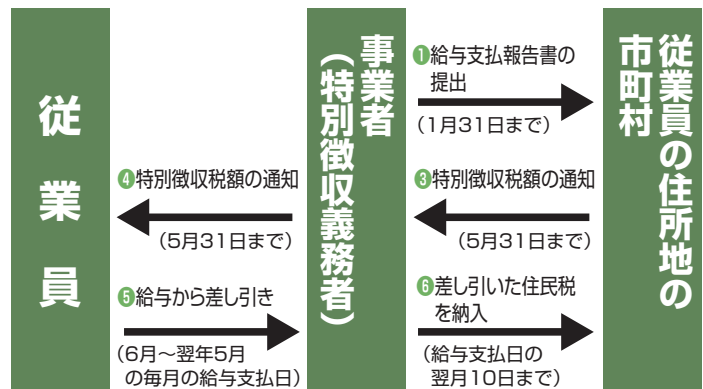 従業員
事業者
（特別徴収義務者）
従業員の住所地の
市町村
❶給与支払報告書の
提出
（1月31日まで）
❹特別徴収税額の通知
（5月31日まで）
❸特別徴収税額の通知
（5月31日まで）
❺給与から差し引き
（6月〜翌年5月
の毎月の給与支払日）
❻差し引いた住民税
を納入
（給与支払日の
翌月10日まで）